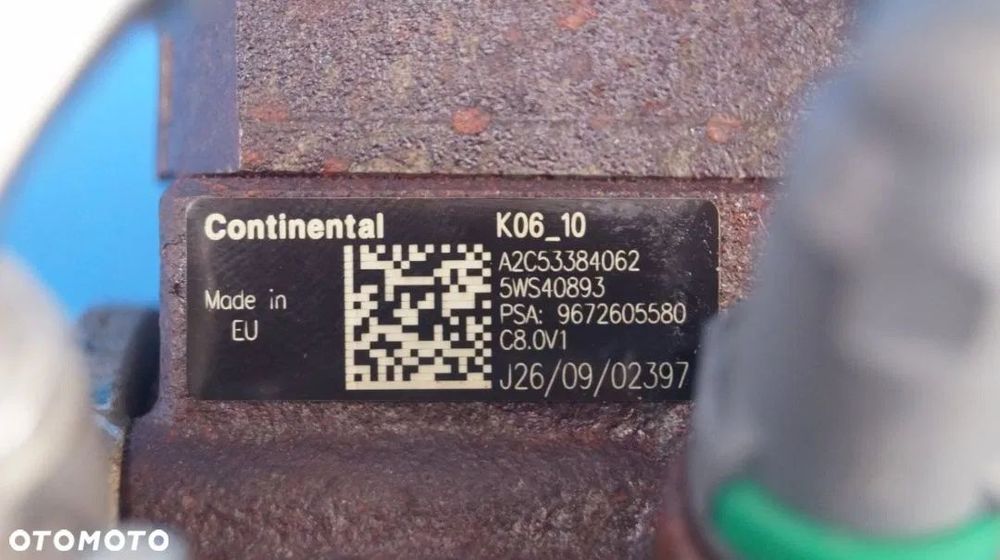 Continental K06_10
A2C53384062
5WS40893
Made in
EU
PSA: 9672605580
C8.0V1
J26/09/02397
OTOMOTO